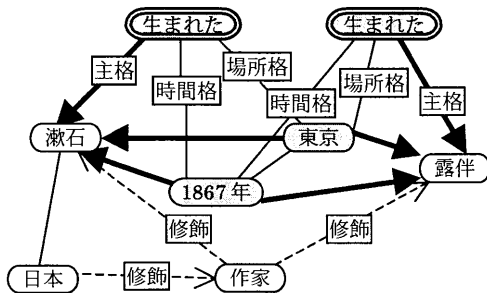 生まれた
生まれた
主格
時間格
場所格
時間格
場所格
主格
漱石
東京
露伴
1867年
修飾
修飾
日本
修飾
作家